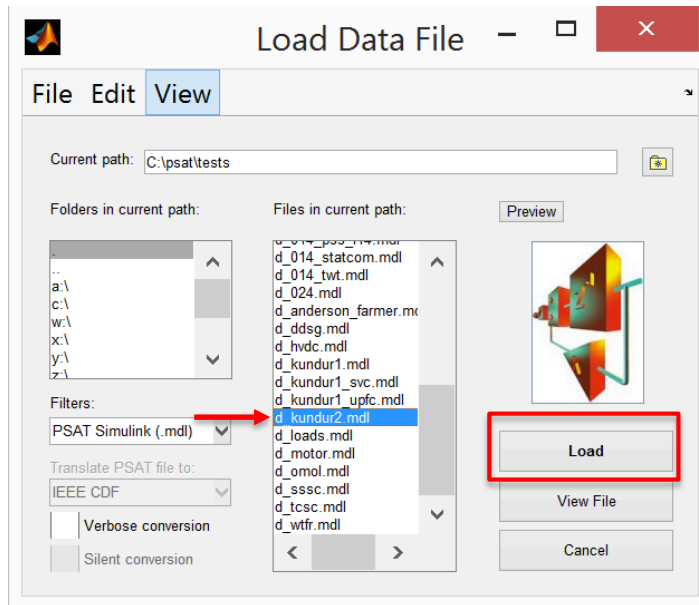 Load Data File
File Edit View
Current path: C:\psat\tests
Folders in current path:
.
..
a:\
c:\
w:\
x:\
y:\
z:\
Filters:
PSAT Simulink (.mdl)
Translate PSAT file to:
IEEE CDF
Verbose conversion
Silent conversion
Files in current path:
d_014_pss_l14.mdl
d_014_statcom.mdl
d_014_twt.mdl
d_024.mdl
d_anderson_farmer.mc
d_ddsg.mdl
d_hvdc.mdl
d_kundur1.mdl
d_kundur1_svc.mdl
d_kundur1_upfc.mdl
d_kundur2.mdl
d_loads.mdl
d_motor.mdl
d_omol.mdl
d_sssc.mdl
d_tcsc.mdl
d_wtfr.mdl
Preview
Load
View File
Cancel